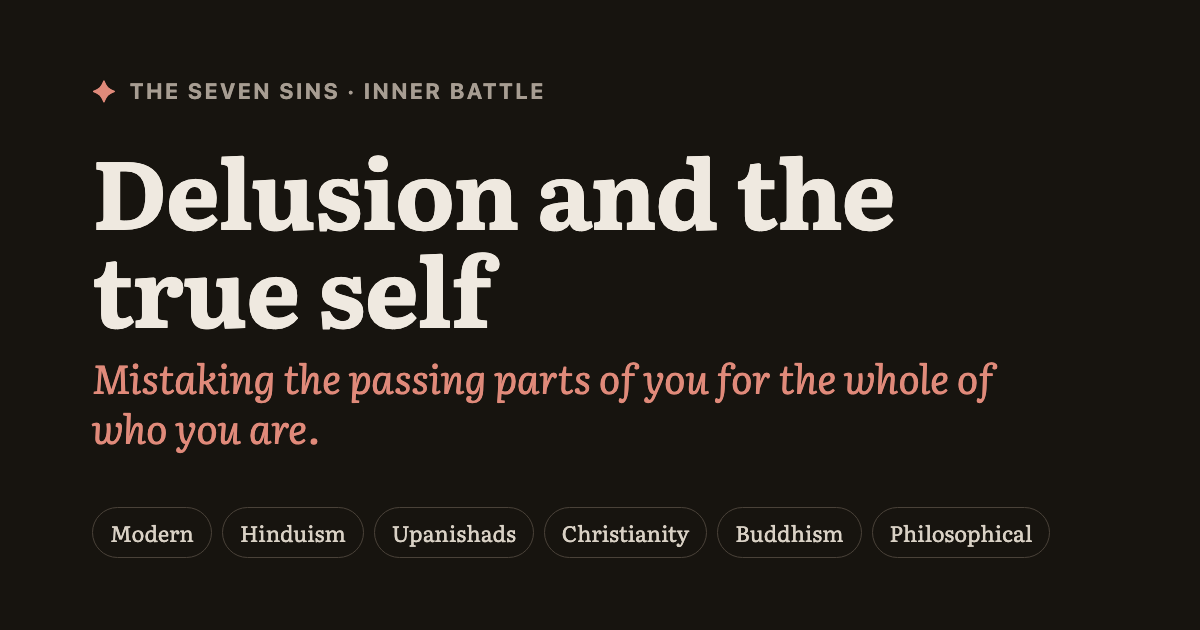 THE SEVEN SINS · INNER BATTLE
Delusion and the
true self
Mistaking the passing parts of you for the whole of
who you are.
Modern Hinduism Upanishads Christianity Buddhism Philosophical